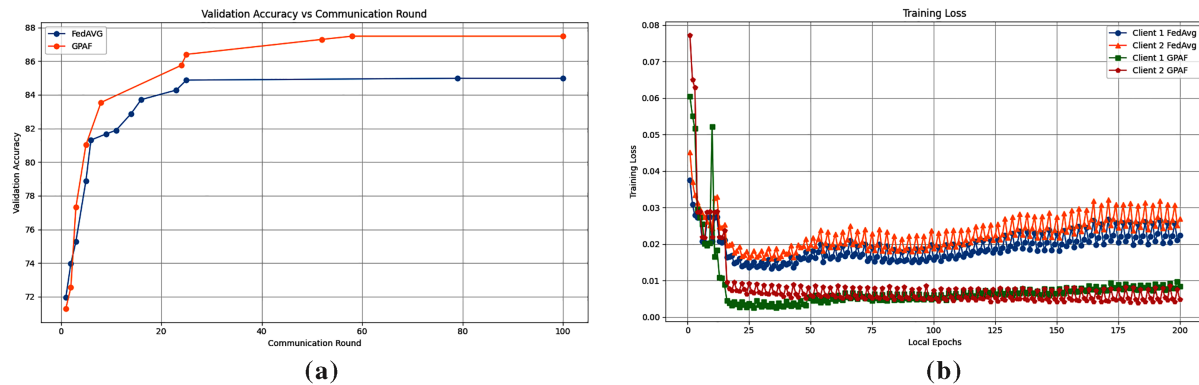 Validation Accuracy vs Communication Round
FedAVG
GPAF
88
86
84
82
80
78
76
74
72
Validation Accuracy
0
20
40
60
80
100
Communication Round
(a)
Training Loss
Client 1 FedAvg
Client 2 FedAvg
Client 1 GPAF
Client 2 GPAF
0.08
0.07
0.06
0.05
0.04
0.03
0.02
0.01
0.00
Training Loss
0
25
50
75
100
125
150
175
200
Local Epochs
(b)